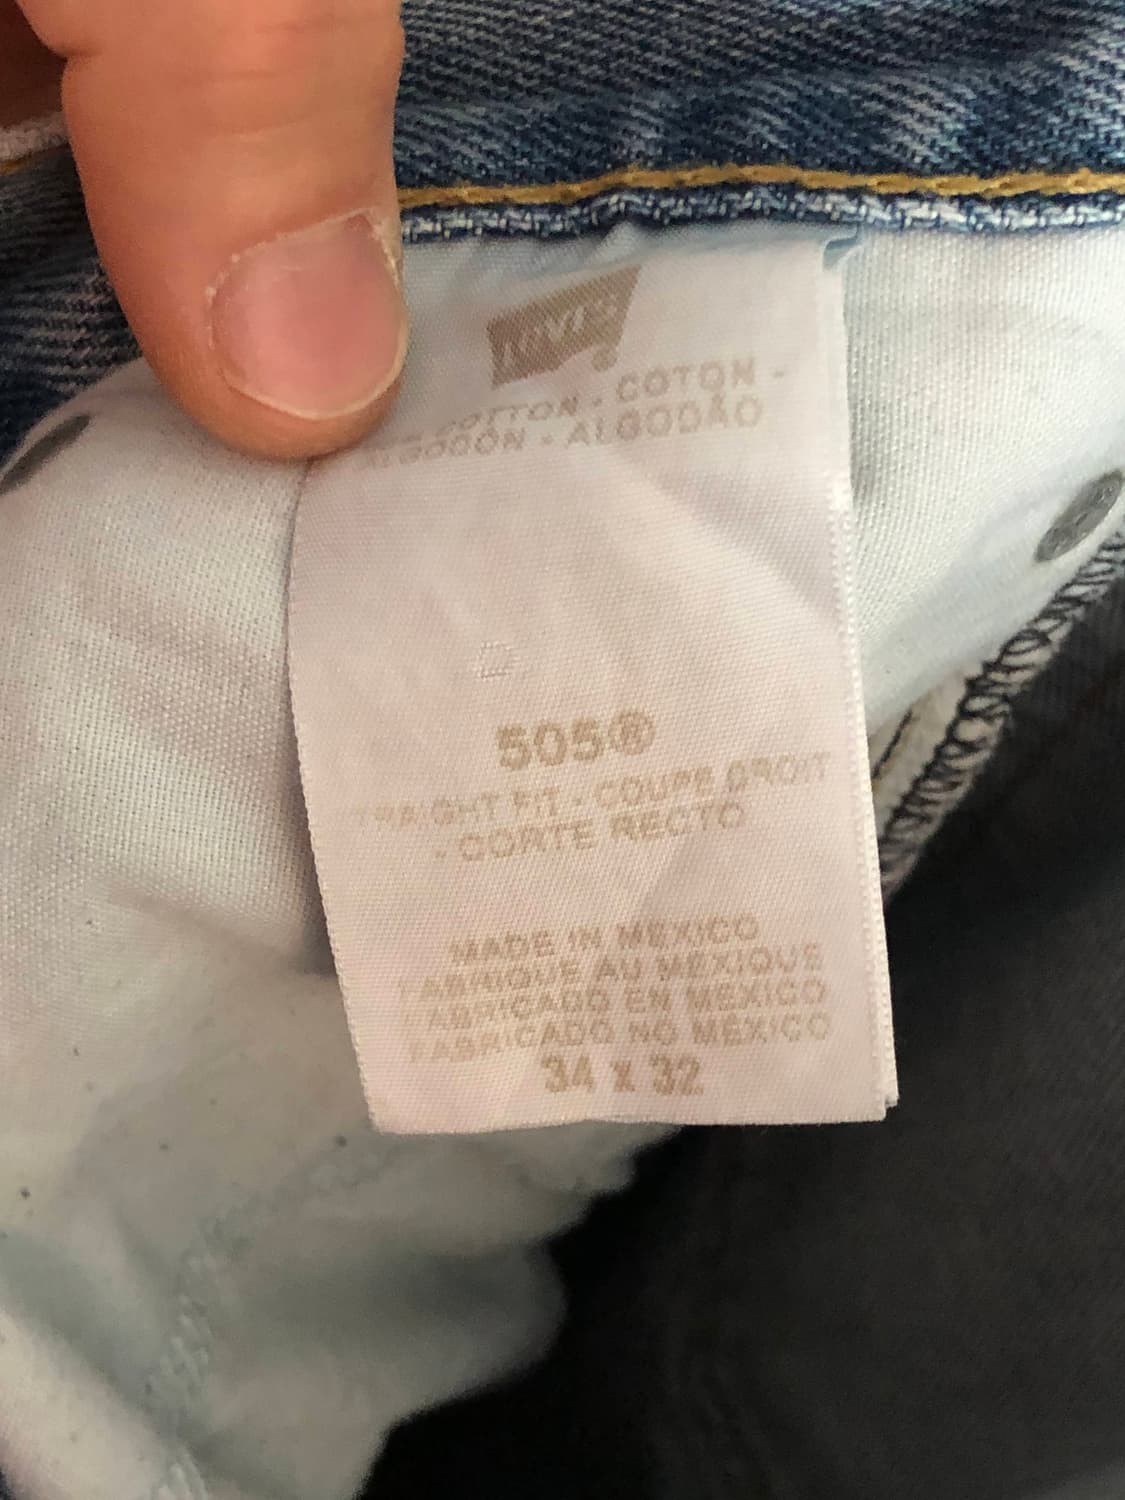 Levi's
COTTON - COTON -
ALGODÓN - ALGODÃO
505®
STRAIGHT FIT - COUPE DROIT
- CORTE RECTO
MADE IN MEXICO
FABRIQUE AU MEXIQUE
FABRICADO EN MEXICO
FABRICADO NO MÉXICO
34 x 32